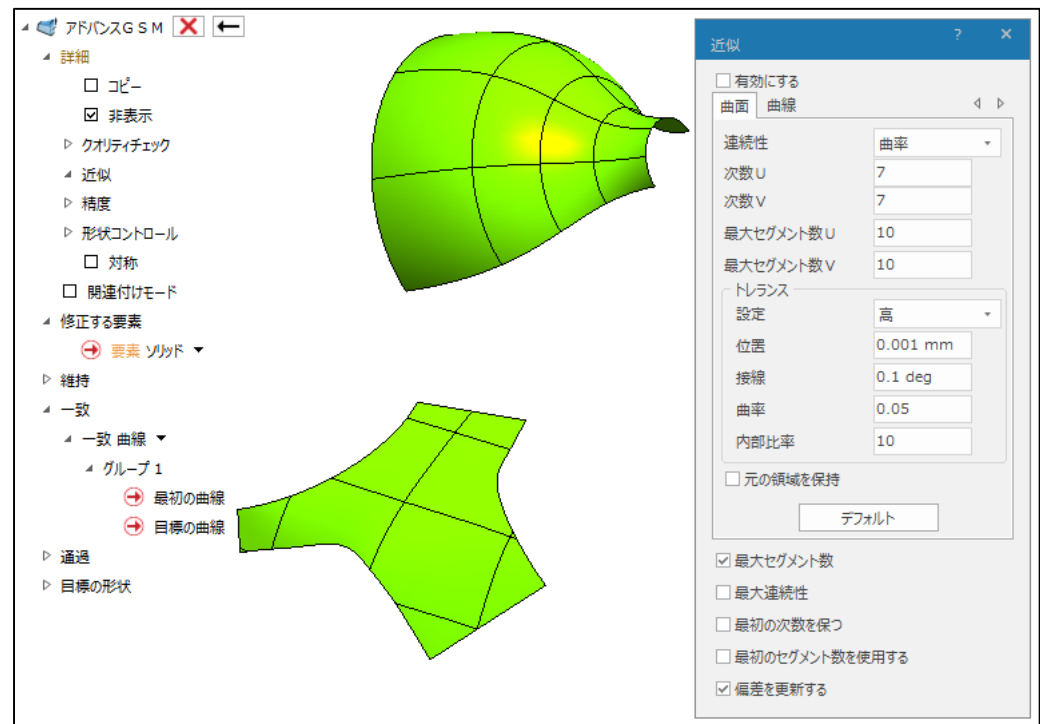 アドバンスGSM
詳細
コピー
非表示
クオリティチェック
近似
精度
形状コントロール
対称
関連付けモード
修正する要素
要素 ソリッド
維持
一致
一致 曲線
グループ 1
最初の曲線
目標の曲線
通過
目標の形状
近似 ?
有効にする
曲面 曲線
連続性 曲率
次数U 7
次数V 7
最大セグメント数U 10
最大セグメント数V 10
トレランス
設定 高
位置 0.001 mm
接線 0.1 deg
曲率 0.05
内部比率 10
元の領域を保持
デフォルト
最大セグメント数
最大連続性
最初の次数を保つ
最初のセグメント数を使用する
偏差を更新する